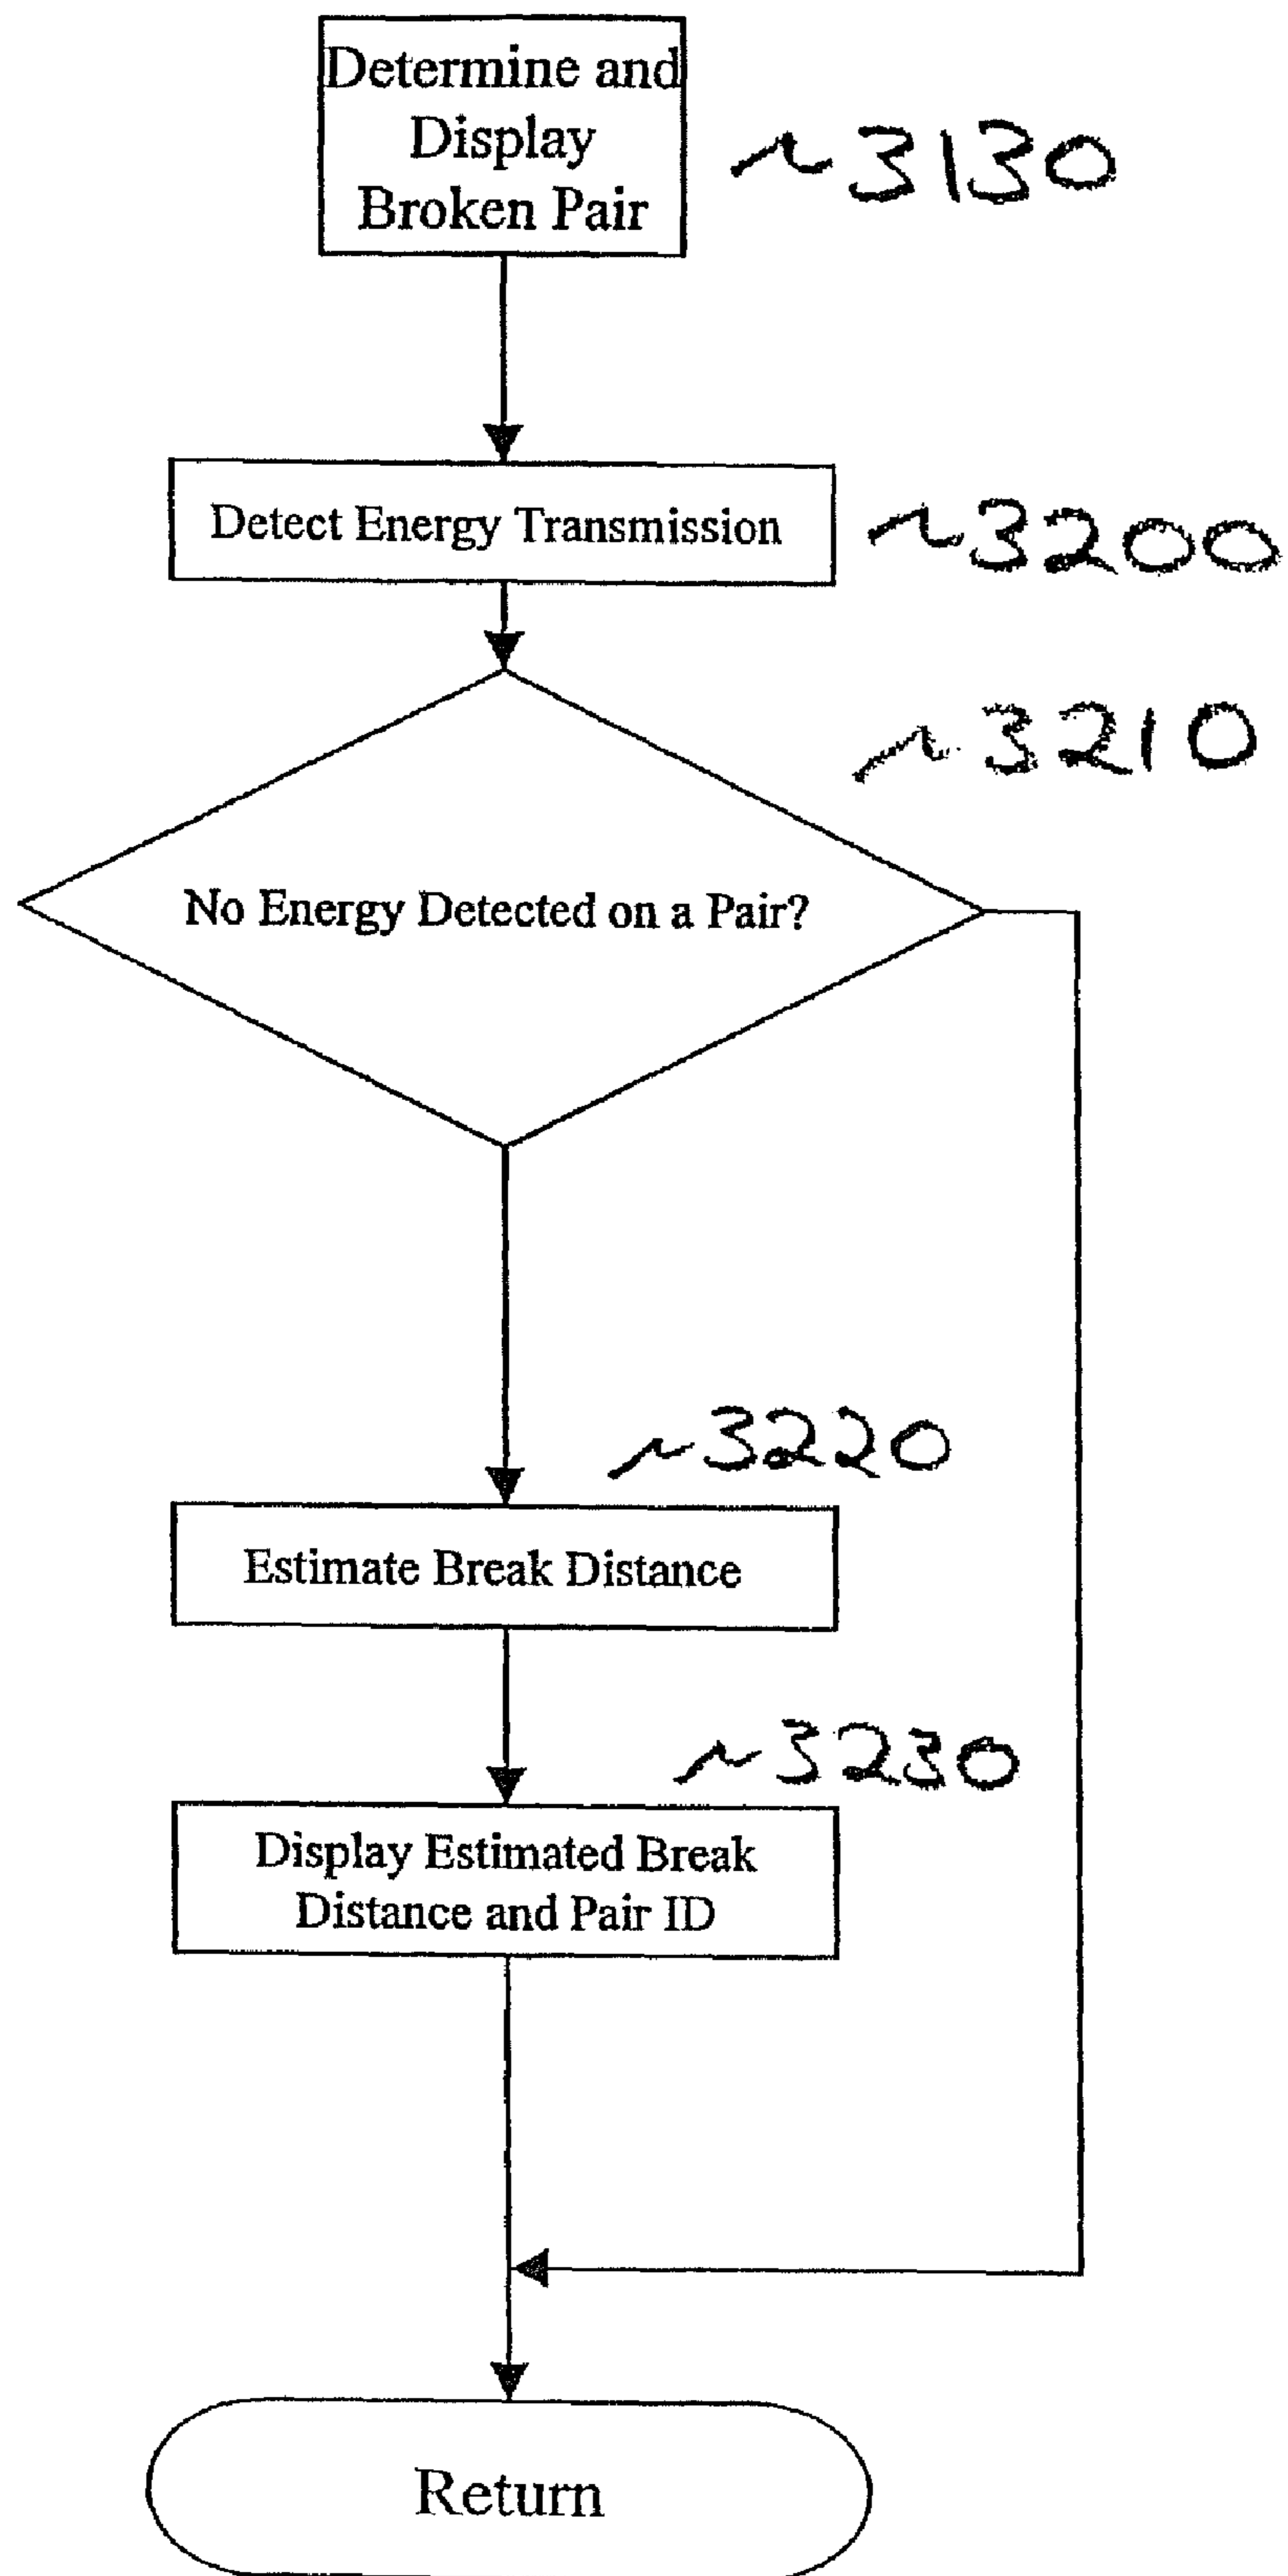 Determine and
Display
Broken Pair
~3130
Detect Energy Transmission
~3200
~3210
No Energy Detected on a Pair?
~3220
Estimate Break Distance
~3230
Display Estimated Break
Distance and Pair ID
Return